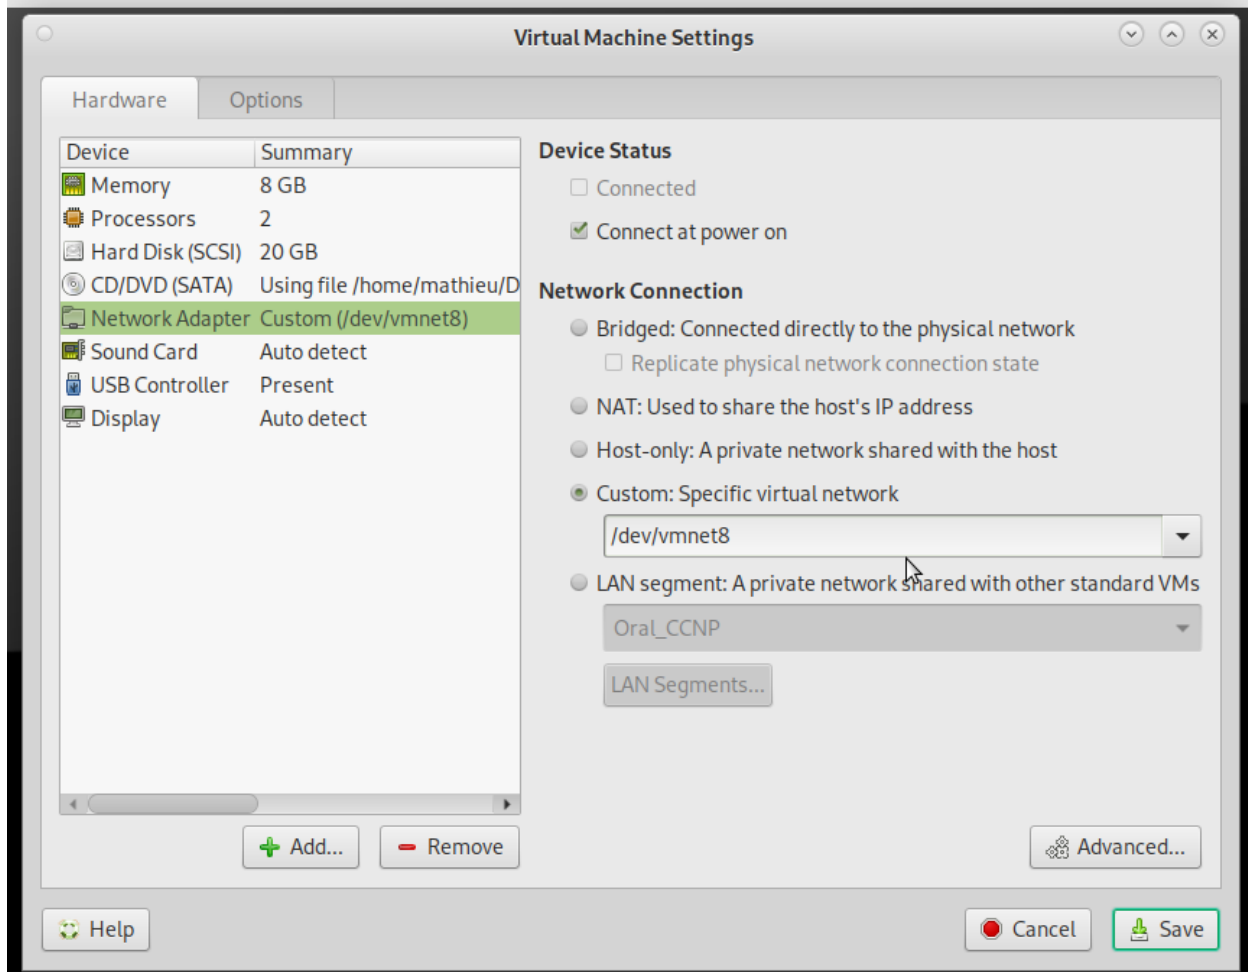 Virtual Machine Settings
Hardware Options
Device Summary
Memory 8 GB
Processors 2
Hard Disk (SCSI) 20 GB
CD/DVD (SATA) Using file /home/mathieu/D
Network Adapter Custom (/dev/vmnet8)
Sound Card Auto detect
USB Controller Present
Display Auto detect
Add...
Remove
Device Status
Connected
Connect at power on
Network Connection
Bridged: Connected directly to the physical network
Replicate physical network connection state
NAT: Used to share the host's IP address
Host-only: A private network shared with the host
Custom: Specific virtual network
/dev/vmnet8
LAN segment: A private network shared with other standard VMs
Oral_CCNP
LAN Segments...
Advanced...
Help
Cancel
Save